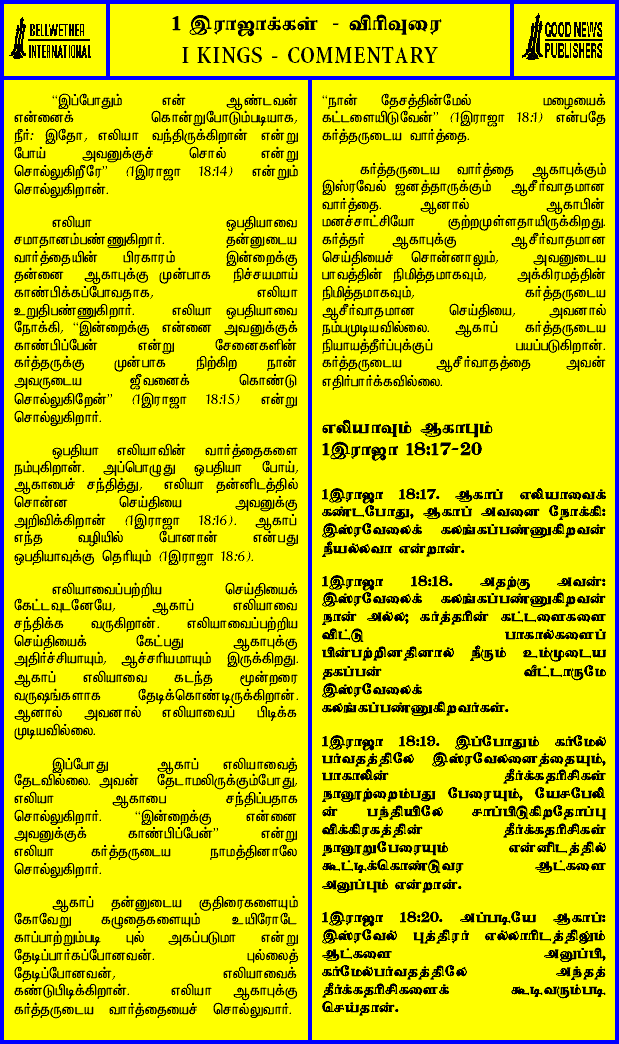 BELLWETHER
INTERNATIONAL
1 இராஜாக்கள் - விரிவுரை
I KINGS - COMMENTARY
GOOD NEWS
PUBLISHERS
“இப்போதும் என் ஆண்டவன்
என்னைக் கொன்றுபோடும்படியாக,
நீர்: இதோ, எலியா வந்திருக்கிறான் என்று
போய் அவனுக்குச் சொல் என்று
சொல்லுகிறீரே” (1இராஜா 18:14) என்றும்
சொல்லுகிறான்.
எலியா ஒபதியாவை
சமாதானம்பண்ணுகிறார். தன்னுடைய
வார்த்தையின் பிரகாரம் இன்றைக்கு
தன்னை ஆகாபுக்கு முன்பாக நிச்சயமாய்
காண்பிக்கப்போவதாக, எலியா
உறுதிபண்ணுகிறார். எலியா ஒபதியாவை
நோக்கி, “இன்றைக்கு என்னை அவனுக்குக்
காண்பிப்பேன் என்று சேனைகளின்
கர்த்தருக்கு முன்பாக நிற்கிற நான்
அவருடைய ஜீவனைக் கொண்டு
சொல்லுகிறேன்” (1இராஜா 18:15) என்று
சொல்லுகிறார்.
ஒபதியா எலியாவின் வார்த்தைகளை
நம்புகிறான். அப்பொழுது ஒபதியா போய்,
ஆகாபைச் சந்தித்து, எலியா தன்னிடத்தில்
சொன்ன செய்தியை அவனுக்கு
அறிவிக்கிறான் (1இராஜா 18:16). ஆகாப்
எந்த வழியில் போனான் என்பது
ஒபதியாவுக்கு தெரியும் (1இராஜா 18:6).
எலியாவைப்பற்றிய செய்தியைக்
கேட்டவுடனேயே, ஆகாப் எலியாவை
சந்திக்க வருகிறான். எலியாவைப்பற்றிய
செய்தியைக் கேட்பது ஆகாபுக்கு
அதிர்ச்சியாயும், ஆச்சரியமாயும் இருக்கிறது.
ஆகாப் எலியாவை கடந்த மூன்றரை
வருஷங்களாக தேடிக்கொண்டிருக்கிறான்.
ஆனால் அவனால் எலியாவைப் பிடிக்க
முடியவில்லை.
இப்போது ஆகாப் எலியாவைத்
தேடவில்லை. அவன் தேடாமலிருக்கும்போது,
எலியா ஆகாபை சந்திப்பதாக
சொல்லுகிறார். “இன்றைக்கு என்னை
அவனுக்குக் காண்பிப்பேன்” என்று
எலியா கர்த்தருடைய நாமத்தினாலே
சொல்லுகிறார்.
ஆகாப் தன்னுடைய குதிரைகளையும்
கோவேறு கழுதைகளையும் உயிரோடே
காப்பாற்றும்படி புல் அகப்படுமா என்று
தேடிப்பார்கப்போனவன். புல்லைத்
தேடிப்போனவன், எலியாவைக்
கண்டுபிடிக்கிறான். எலியா ஆகாபுக்கு
கர்த்தருடைய வார்த்தையைச் சொல்லுவார்.
“நான் தேசத்தின்மேல் மழையைக்
கட்டளையிடுவேன்” (1இராஜா 18:1) என்பதே
கர்த்தருடைய வார்த்தை.
கர்த்தருடைய வார்த்தை ஆகாபுக்கும்
இஸ்ரவேல் ஜனத்தாருக்கும் ஆசீர்வாதமான
வார்த்தை. ஆனால் ஆகாபின்
மனச்சாட்சியோ குற்றமுள்ளதாயிருக்கிறது.
கர்த்தர் ஆகாபுக்கு ஆசீர்வாதமான
செய்தியைச் சொன்னாலும், அவனுடைய
பாவத்தின் நிமித்தமாகவும், அக்கிரமத்தின்
நிமித்தமாகவும், கர்த்தருடைய
ஆசீர்வாதமான செய்தியை, அவனால்
நம்பமுடியவில்லை. ஆகாப் கர்த்தருடைய
நியாயத்தீர்ப்புக்குப் பயப்படுகிறான்.
கர்த்தருடைய ஆசீர்வாதத்தை அவன்
எதிர்பார்க்கவில்லை.
எலியாவும் ஆகாபும்
1இராஜா 18:17-20
1இராஜா 18:17. ஆகாப் எலியாவைக்
கண்டபோது, ஆகாப் அவனை நோக்கி:
இஸ்ரவேலைக் கலங்கப்பண்ணுகிறவன்
நீயல்லவா என்றான்.
1இராஜா 18:18. அதற்கு அவன்:
இஸ்ரவேலைக் கலங்கப்பண்ணுகிறவன்
நான் அல்ல; கர்த்தரின் கட்டளைகளை
விட்டு பாகால்களைப்
பின்பற்றினதினால் நீரும் உம்முடைய
தகப்பன் வீட்டாருமே
இஸ்ரவேலைக்
கலங்கப்பண்ணுகிறவர்கள்.
1இராஜா 18:19. இப்போதும் கர்மேல்
பர்வதத்திலே இஸ்ரவேலனைத்தையும்,
பாகாலின் தீர்க்கதரிசிகள்
நானூற்றைம்பது பேரையும், யேசபேலி
ன் பந்தியிலே சாப்பிடுகிறதோப்பு
விக்கிரகத்தின் தீர்க்கதரிசிகள்
நானூறுபேரையும் என்னிடத்தில்
கூட்டிக்கொண்டுவர ஆட்களை
அனுப்பும் என்றான்.
1இராஜா 18:20. அப்படியே ஆகாப்:
இஸ்ரவேல் புத்திரர் எல்லாரிடத்திலும்
ஆட்களை அனுப்பி,
கர்மேல்பர்வதத்திலே அந்தத்
தீர்க்கதரிசிகளைக் கூடிவரும்படி
செய்தான்.